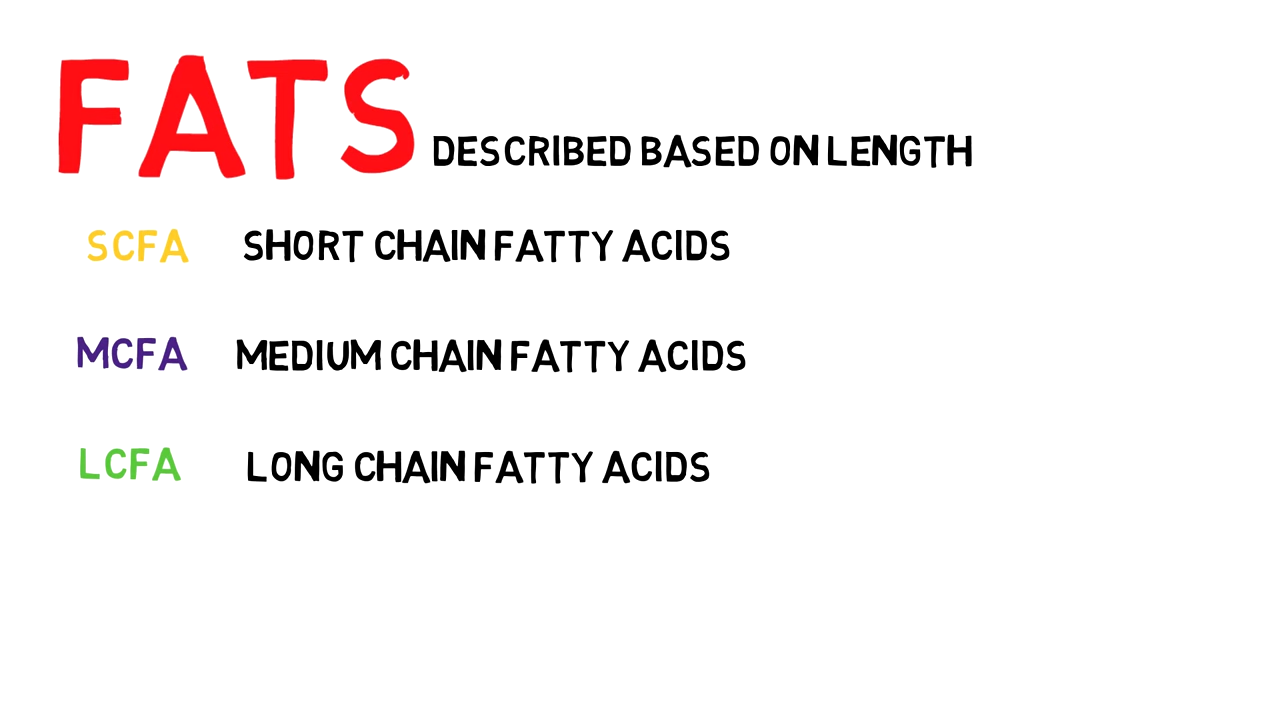 FATS DESCRIBED BASED ON LENGTH
SCFA SHORT CHAIN FATTY ACIDS
MCFA MEDIUM CHAIN FATTY ACIDS
LCFA LONG CHAIN FATTY ACIDS